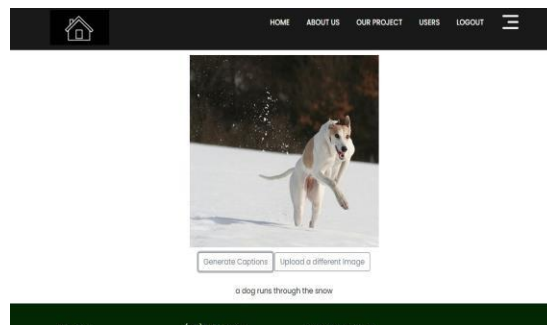 HOME ABOUT US OUR PROJECT USERS LOGOUT
Generate Captions Upload a different Image
a dog runs through the snow